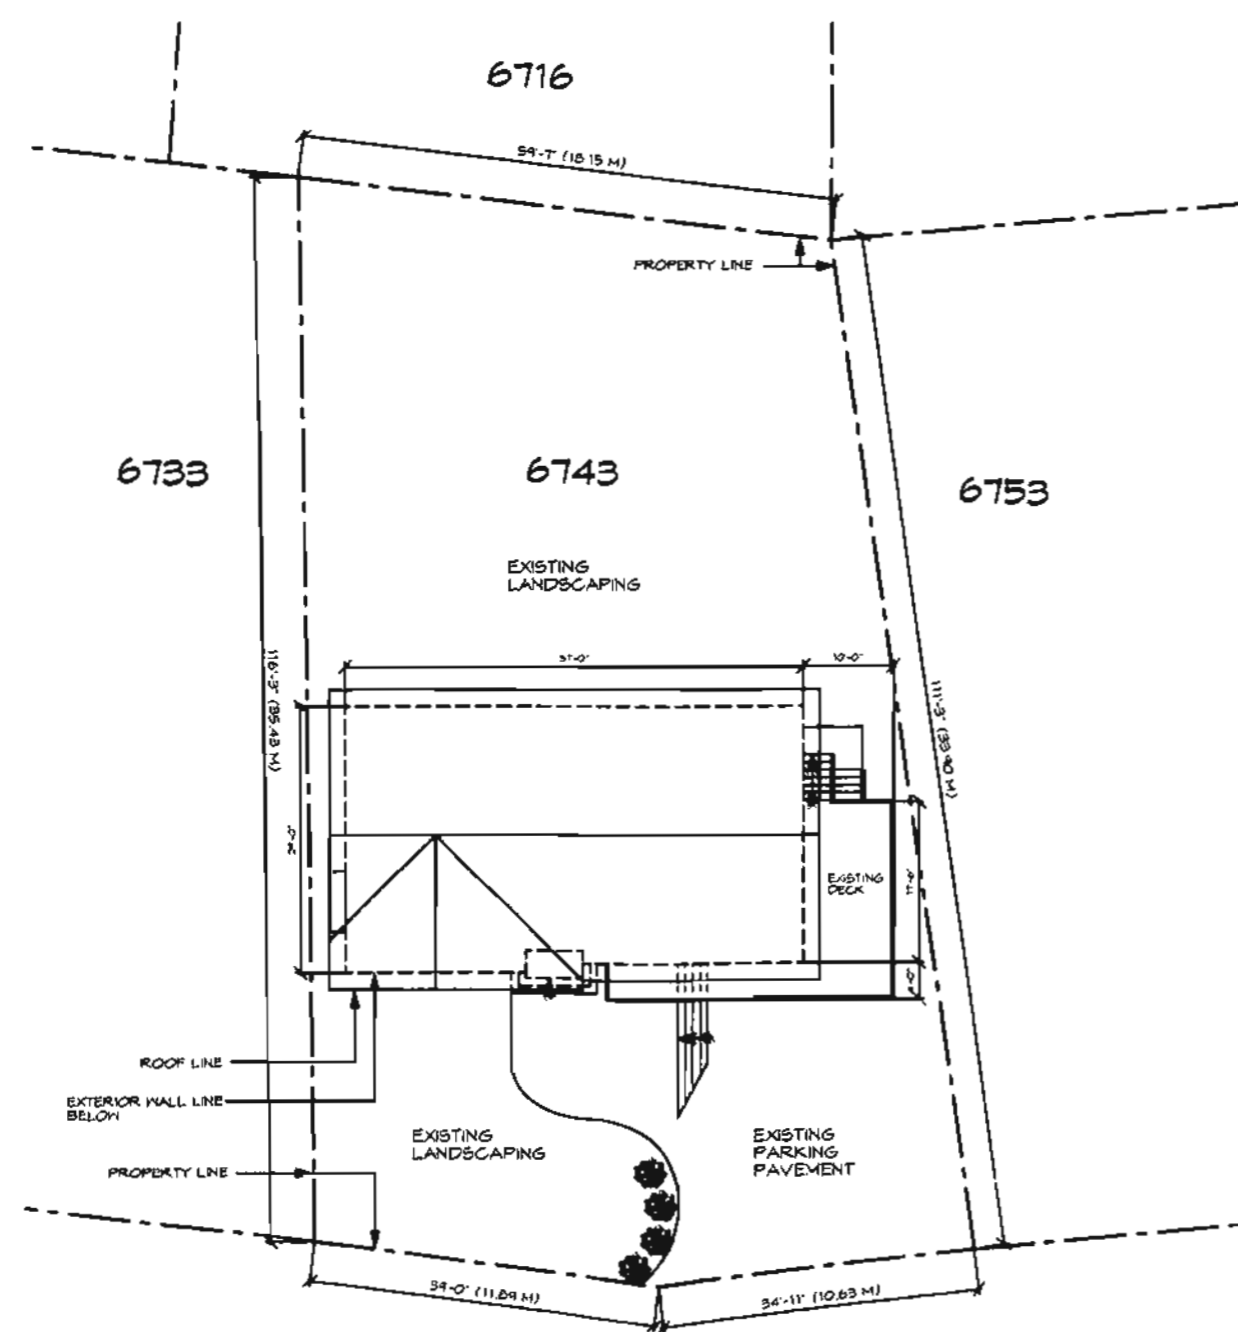 6716
59'-7" (18.15 M)
PROPERTY LINE
6733
6743
6753
EXISTING
LANDSCAPING
10'-0"
116'-3" (35.43 M)
111'-3" (33.90 M)
EXISTING
DECK
ROOF LINE
EXTERIOR WALL LINE
BELOW
EXISTING
LANDSCAPING
EXISTING
PARKING
PAVEMENT
PROPERTY LINE
39'-0" (11.89 M)
34'-11" (10.63 M)